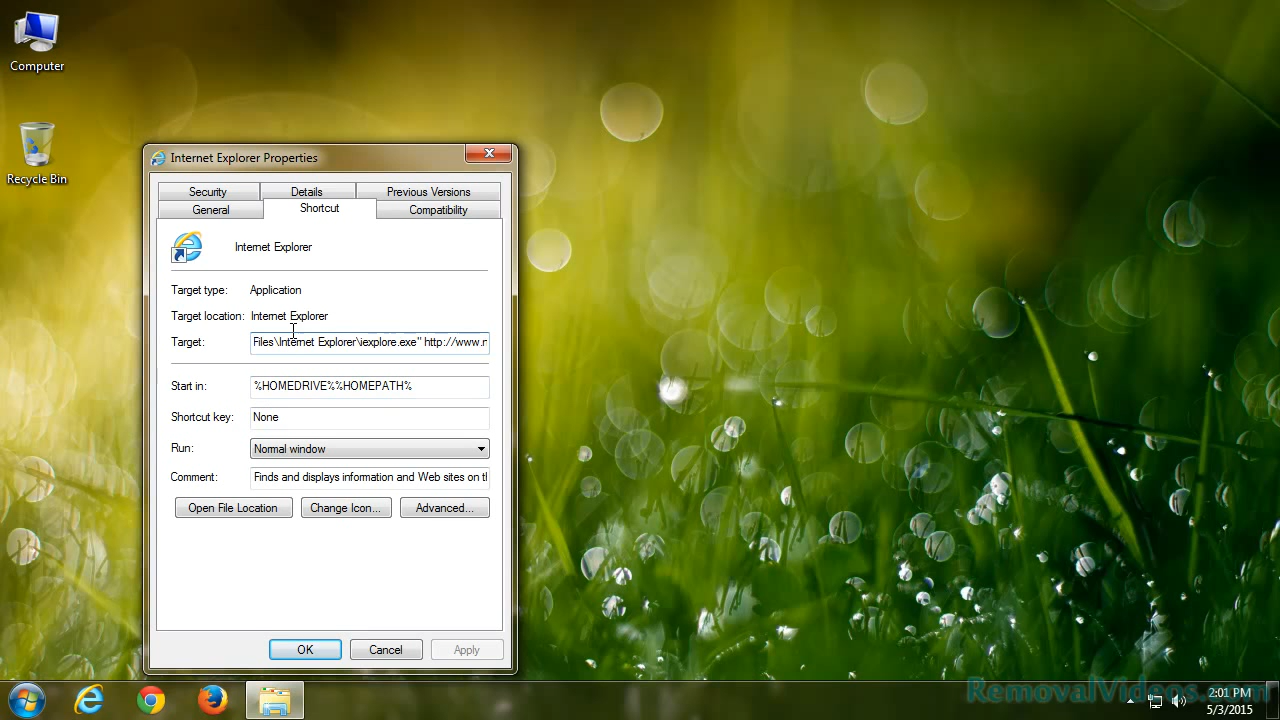 Computer
Recycle Bin
Internet Explorer Properties
Security Details Previous Versions
General Shortcut Compatibility
Internet Explorer
Target type: Application
Target location: Internet Explorer
Target: Files\Internet Explorer\iexplore.exe" http://www.r
Start in: %HOMEDRIVE%%HOMEPATH%
Shortcut key: None
Run: Normal window
Comment: Finds and displays information and Web sites on tl
Open File Location Change Icon... Advanced...
OK Cancel Apply
RemovalVideos.com
2:01 PM
5/3/2015